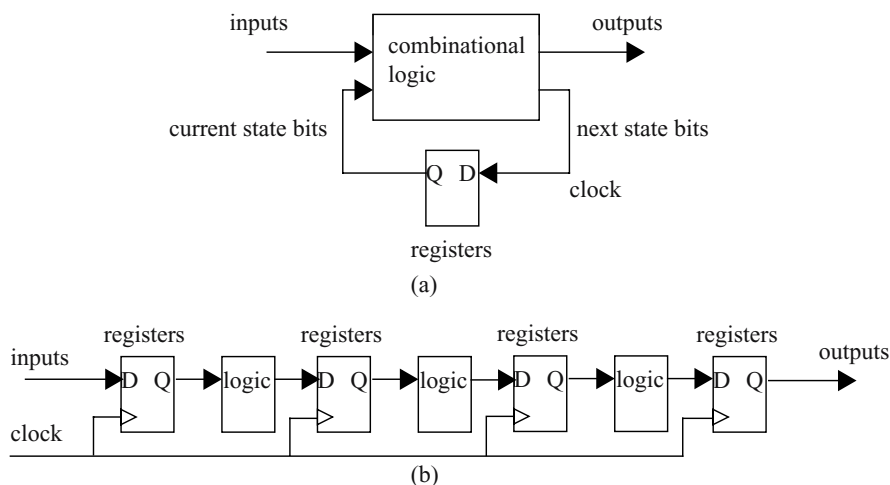 inputs
outputs
combinational
logic
current state bits
next state bits
Q D
clock
registers
(a)
registers registers registers registers
inputs
D Q logic D Q logic D Q logic D Q
outputs
clock
(b)